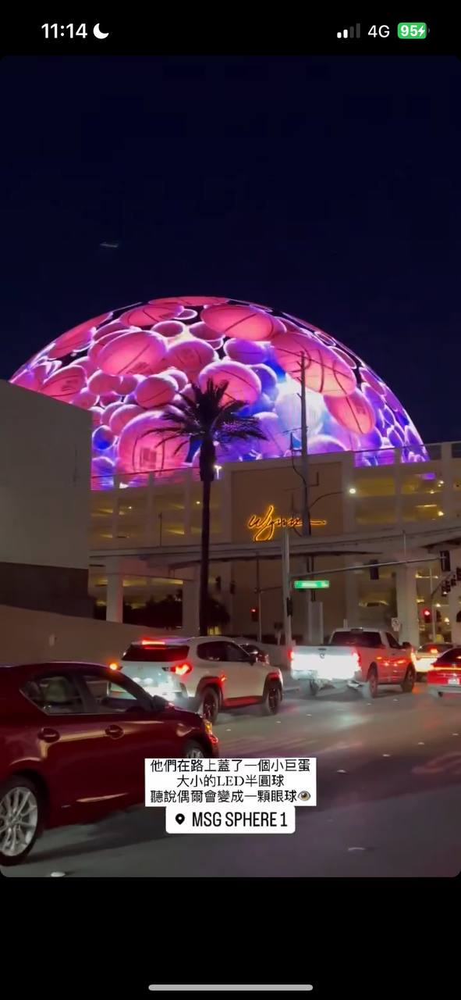 11:14
4G
95
wynn
他們在路上蓋了一個小巨蛋
大小的LED半圓球
聽說偶爾會變成一顆眼球👁
MSG SPHERE 1